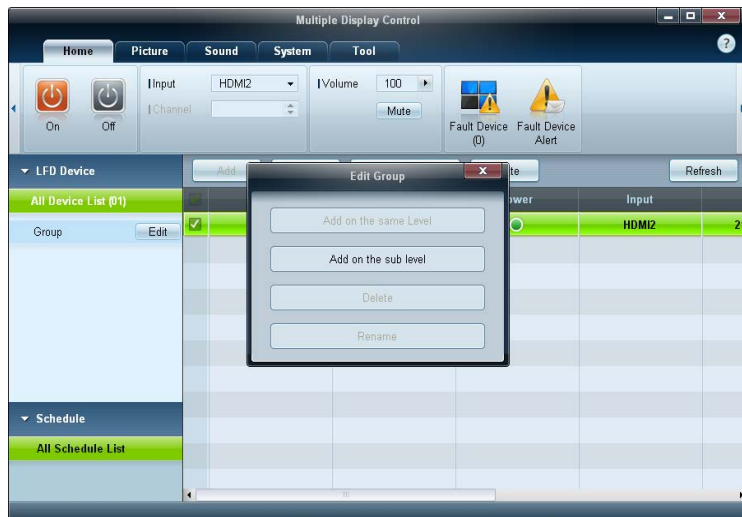 Multiple Display Control
Home Picture Sound System Tool
Input HDMI2
Channel
Volume 100
Mute
On Off
Fault Device (0)
Fault Device Alert
LFD Device
All Device List (01)
Group Edit
Add Refresh
Edit Group
Add on the same Level
Add on the sub level
Delete
Rename
Input
HDMI2
Schedule
All Schedule List